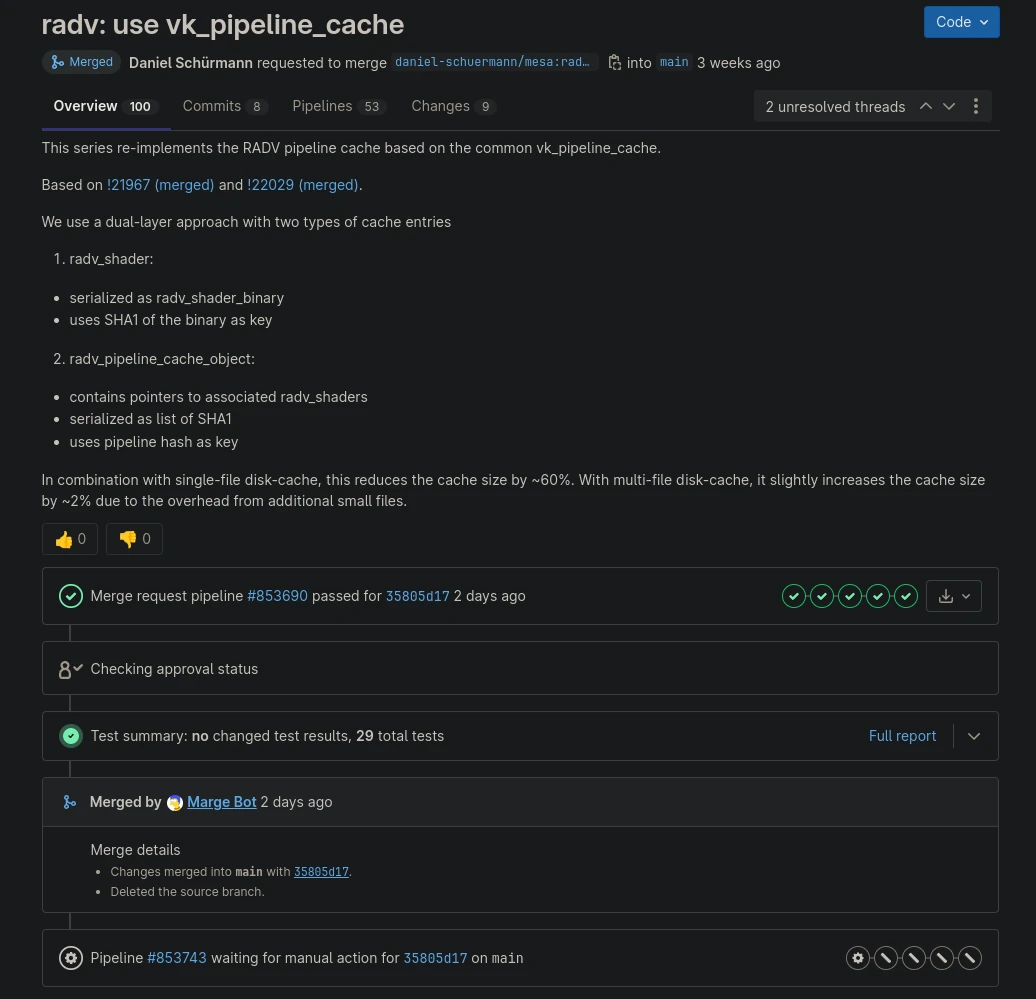 radv: use vk_pipeline_cache
Code
Merged Daniel Schürmann requested to merge daniel-schuermann/mesa:rad… into main 3 weeks ago
Overview 100 Commits 8 Pipelines 53 Changes 9 2 unresolved threads
This series re-implements the RADV pipeline cache based on the common vk_pipeline_cache.
Based on !21967 (merged) and !22029 (merged).
We use a dual-layer approach with two types of cache entries
1. radv_shader:
• serialized as radv_shader_binary
• uses SHA1 of the binary as key
2. radv_pipeline_cache_object:
• contains pointers to associated radv_shaders
• serialized as list of SHA1
• uses pipeline hash as key
In combination with single-file disk-cache, this reduces the cache size by ~60%. With multi-file disk-cache, it slightly increases the cache size
by ~2% due to the overhead from additional small files.
👍 0 👎 0
Merge request pipeline #853690 passed for 35805d17 2 days ago
Checking approval status
Test summary: no changed test results, 29 total tests Full report
Merged by Marge Bot 2 days ago
Merge details
• Changes merged into main with 35805d17.
• Deleted the source branch.
Pipeline #853743 waiting for manual action for 35805d17 on main